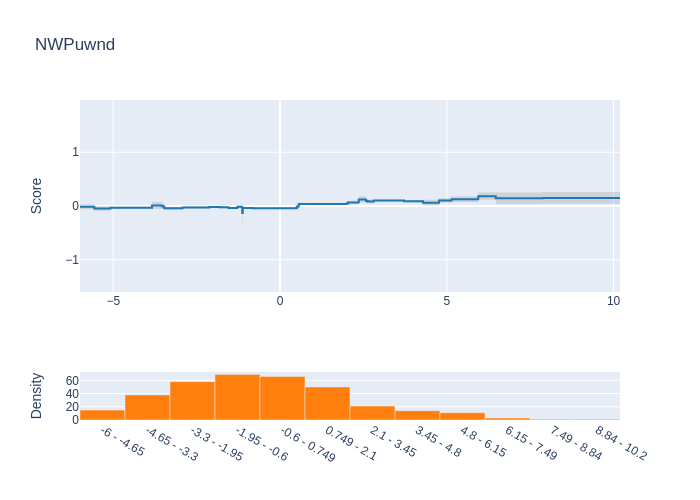 NWPuwnd
Score
1
0
−1
−5
0
5
10
Density
60
40
20
0
-6 - -4.65
-4.65 - -3.3
-3.3 - -1.95
-1.95 - -0.6
-0.6 - 0.749
0.749 - 2.1
2.1 - 3.45
3.45 - 4.8
4.8 - 6.15
6.15 - 7.49
7.49 - 8.84
8.84 - 10.2